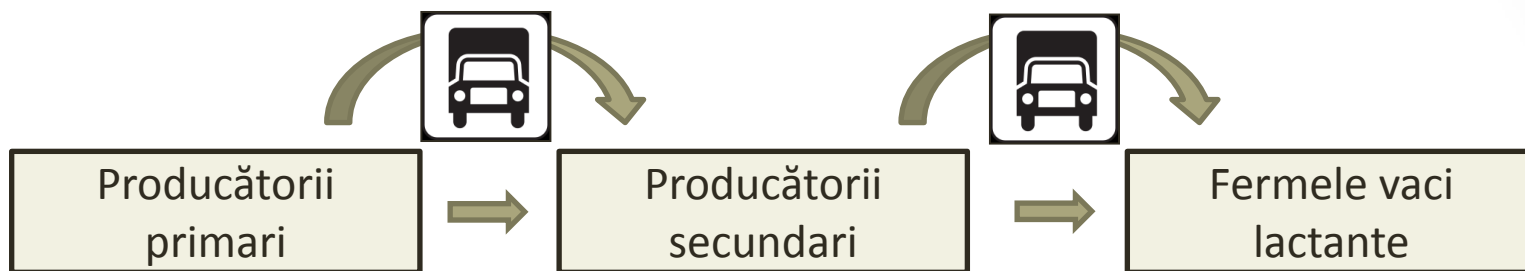 Producătorii
primari
Producătorii
secundari
Fermele vaci
lactante